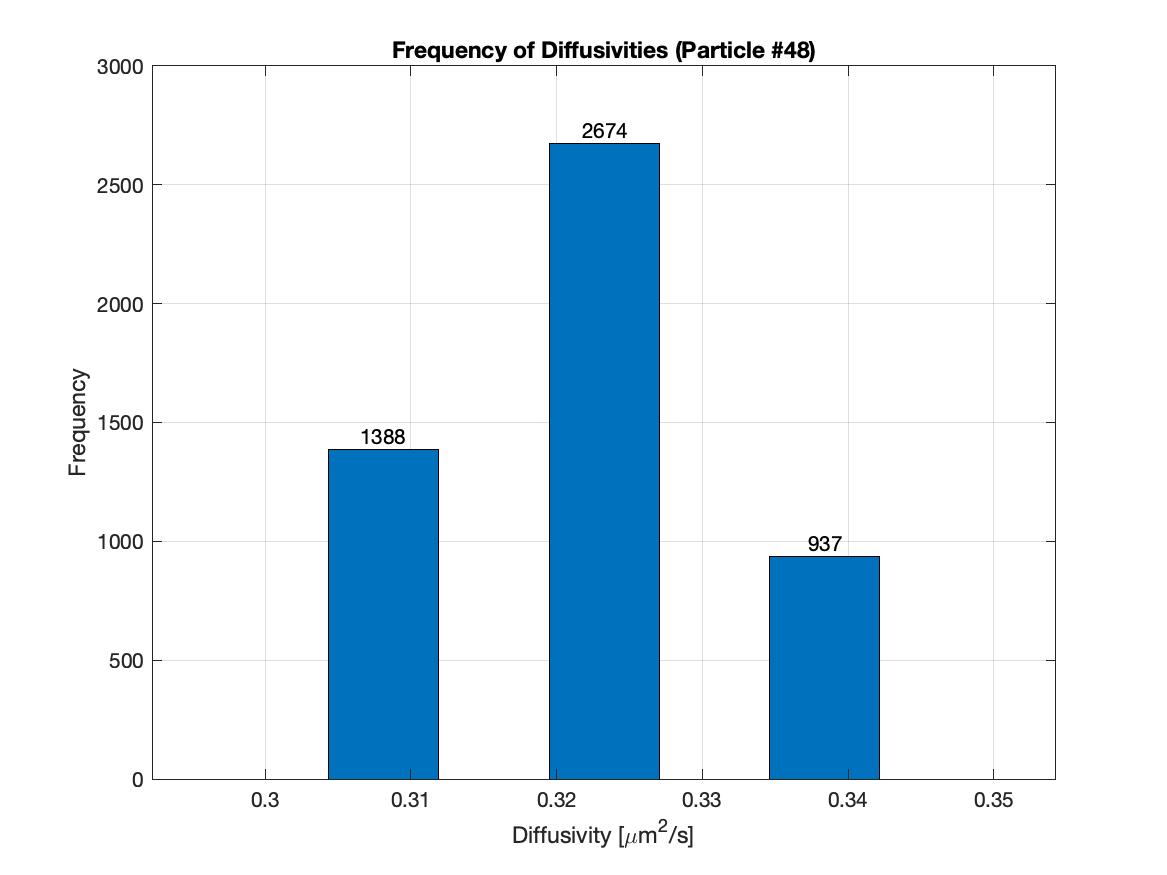 Frequency of Diffusivities (Particle #48)
3000
2500
2000
1500
1000
500
0
Frequency
1388
2674
937
0.3 0.31 0.32 0.33 0.34 0.35
Diffusivity [μm²/s]